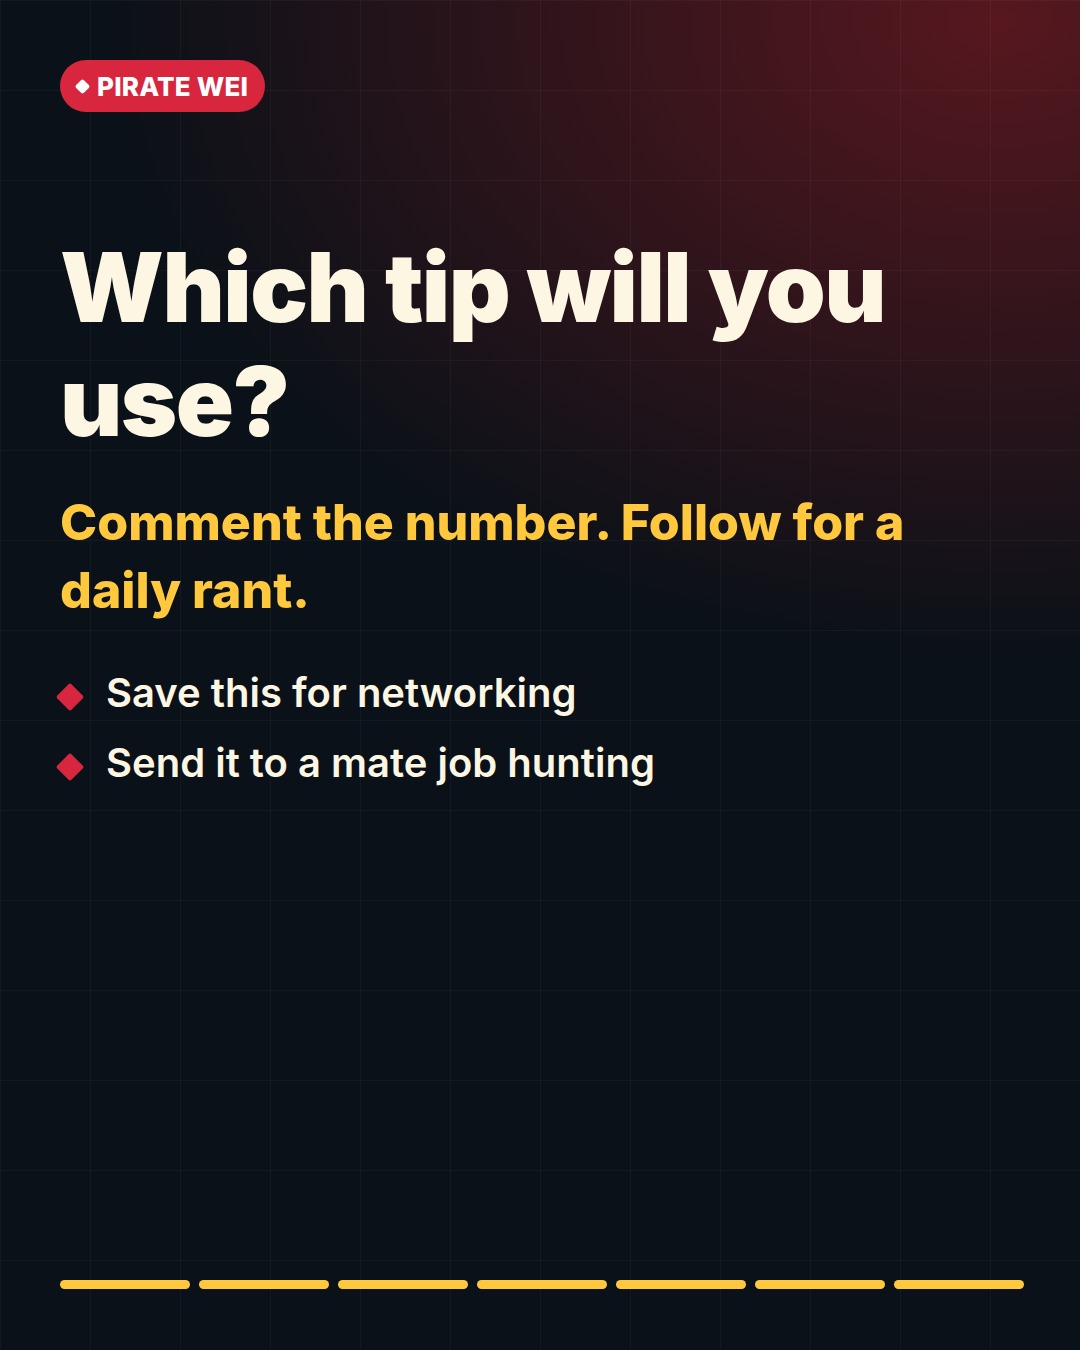 PIRATE WEI
Which tip will you
use?
Comment the number. Follow for a
daily rant.
Save this for networking
Send it to a mate job hunting